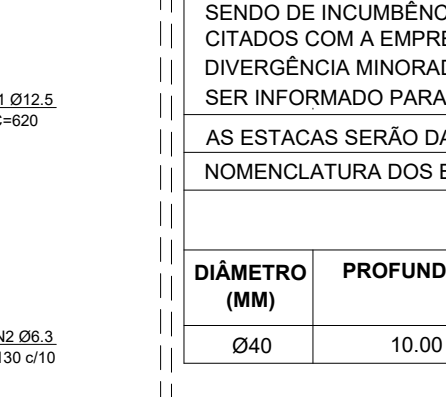 SENDO DE INCUMBÊNC
CITADOS COM A EMPRE
DIVERGÊNCIA MINORAD
SER INFORMADO PARA
AS ESTACAS SERÃO DA
NOMENCLATURA DOS E
DIÂMETRO (MM)
PROFUND
Ø40
10.00
1 Ø12.5
C=620
N2 Ø6.3
130 c/10